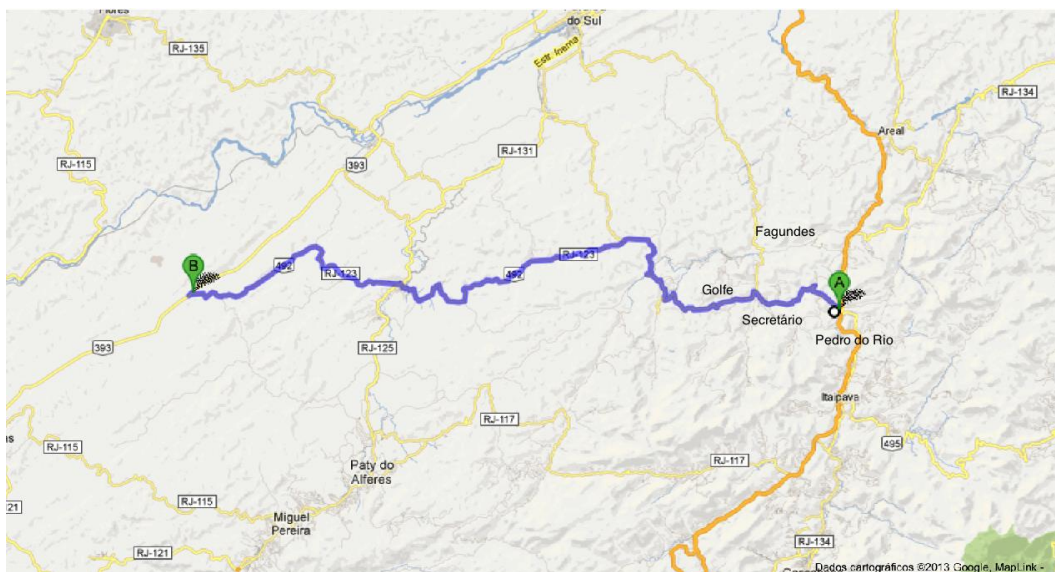 RJ-135
do Sul
Estr. Inema
RJ-134
Areal
RJ-115
393
RJ-131
Fagundes
B
492
RJ-123
492
RJ-123
Golfe
A
Secretário
Pedro do Rio
393
RJ-125
Itaipava
RJ-117
495
RJ-115
Paty do
Alferes
RJ-117
RJ-115
Miguel
Pereira
RJ-121
RJ-134
Dados cartográficos ©2013 Google, MapLink -